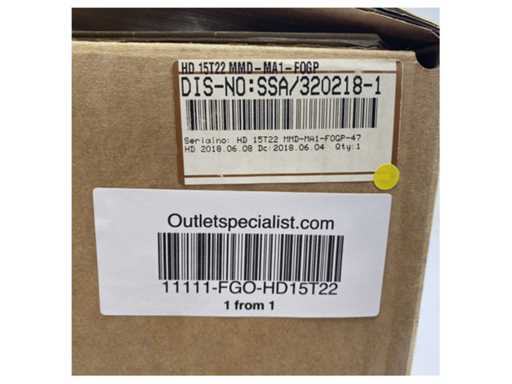 HD 15T22 MMD-MA1-FOGP
DIS-NO:SSA/320218-1
Serialno: HD 15T22 MMD-MA1-FOGP-47
HD 2018.06.08 Dc:2018.06.04 Qty:1
Outletspecialist.com
11111-FGO-HD15T22
1 from 1